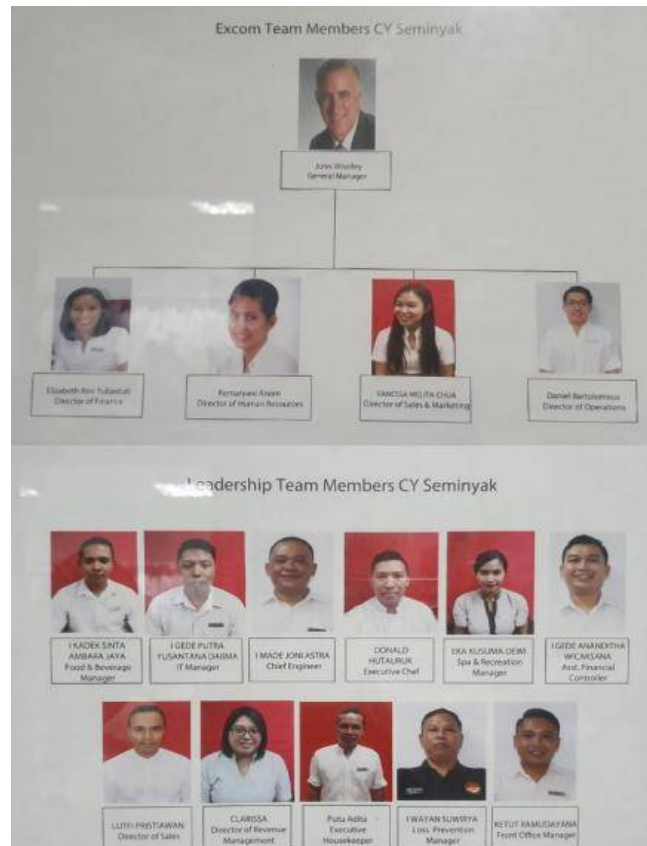 Excom Team Members CY Seminyak
John Woolley
General Manager
Elizabeth Rini Yuliastuti
Director of Finance
Remaryani Anom
Director of Human Resources
VANESSA MELITA CHUA
Director of Sales & Marketing
Daniel Bartolomeus
Director of Operations
Leadership Team Members CY Seminyak
I KADEK SINTA
AMBARA JAYA
Food & Beverage
Manager
I GEDE PUTRA
YUSANTANA DARMA
IT Manager
I MADE JONI ASTRA
Chief Engineer
DONALD
HUTAURUK
Executive Chef
EKA KUSUMA DEWI
Spa & Recreation
Manager
I GEDE ANANDITHA
WICAKSANA
Asst. Financial
Controller
LUTFI PRISTIAWAN
Director of Sales
CLARISSA
Director of Revenue
Management
Putu Adita
Executive
Housekeeper
I WAYAN SUWIRYA
Loss Prevention
Manager
KETUT RAMUDAYANA
Front Office Manager